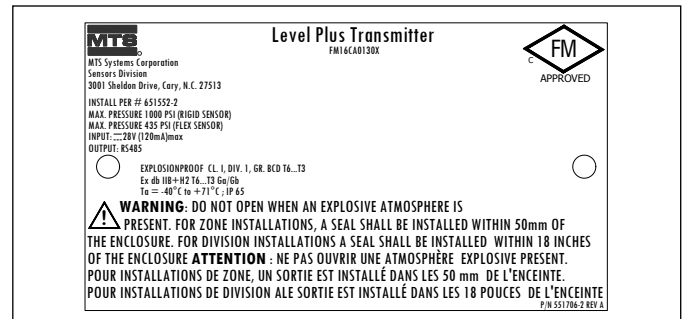 MTS
Level Plus Transmitter
FM16CA0130X
C FM
APPROVED
MTS Systems Corporation
Sensors Division
3001 Sheldon Drive, Cary, N.C. 27513
INSTALL PER # 651552-2
MAX. PRESSURE 1000 PSI (RIGID SENSOR)
MAX. PRESSURE 435 PSI (FLEX SENSOR)
INPUT: ⎓28V (120mA)max
OUTPUT: RS485
EXPLOSIONPROOF CL. I, DIV. 1, GR. BCD T6...T3
Ex db IIB+H2 T6...T3 Ga/Gb
Ta = -40°C to +71°C ; IP 65
WARNING: DO NOT OPEN WHEN AN EXPLOSIVE ATMOSPHERE IS
PRESENT. FOR ZONE INSTALLATIONS, A SEAL SHALL BE INSTALLED WITHIN 50mm OF
THE ENCLOSURE. FOR DIVISION INSTALLATIONS A SEAL SHALL BE INSTALLED WITHIN 18 INCHES
OF THE ENCLOSURE ATTENTION : NE PAS OUVRIR UNE ATMOSPHÈRE EXPLOSIVE PRESENT.
POUR INSTALLATIONS DE ZONE, UN SORTIE EST INSTALLÉ DANS LES 50 mm DE L'ENCEINTE.
POUR INSTALLATIONS DE DIVISION ALE SORTIE EST INSTALLÉ DANS LES 18 POUCES DE L'ENCEINTE
P/N 551706-2 REV A